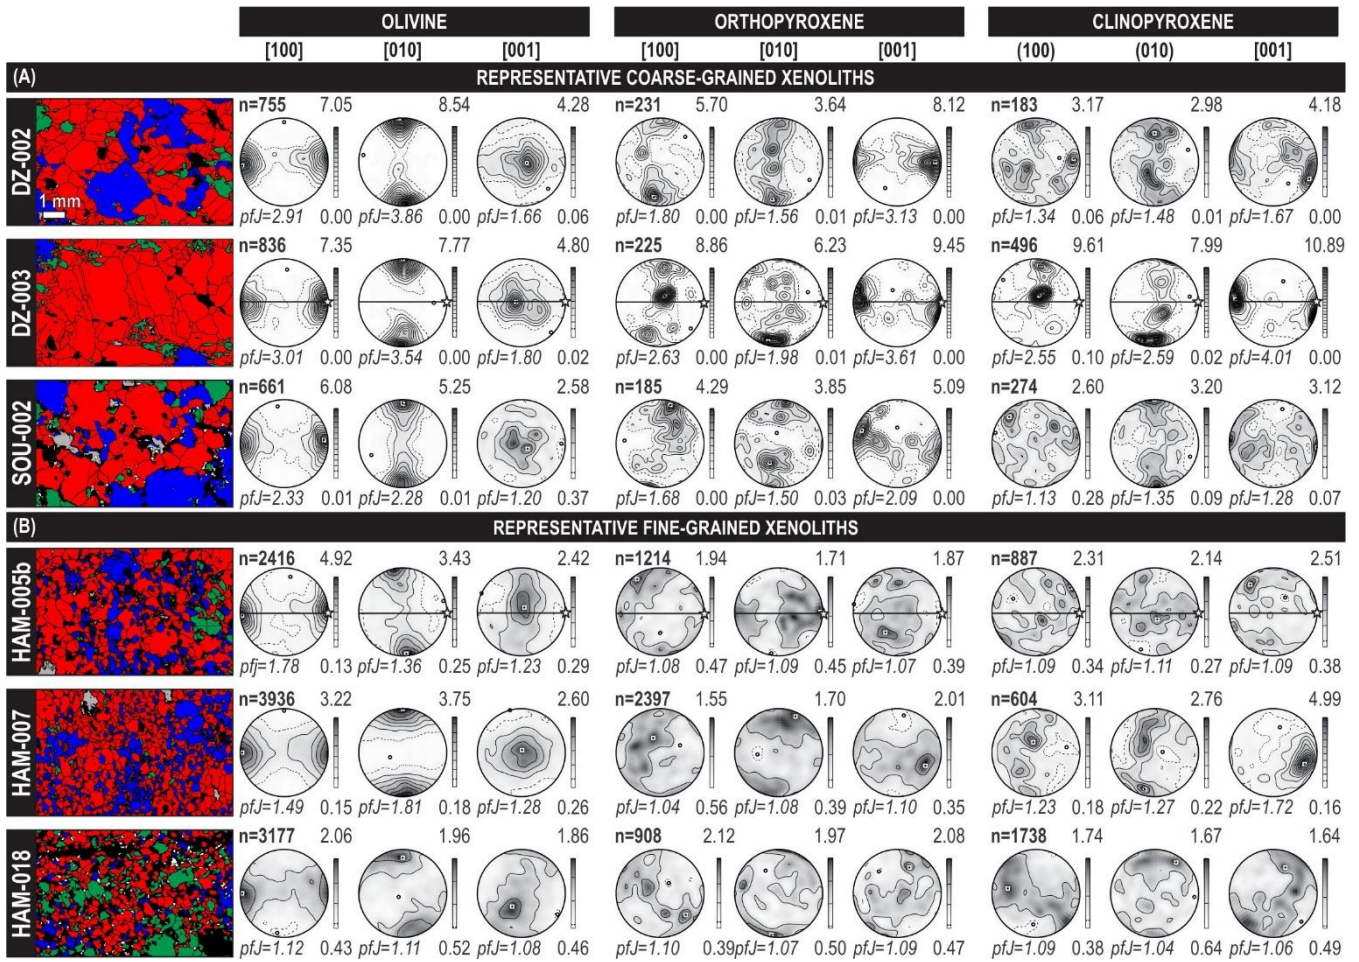 OLIVINE ORTHOPYROXENE CLINOPYROXENE
[100] [010] [001] [100] [010] [001] (100) (010) [001]
(A) REPRESENTATIVE COARSE-GRAINED XENOLITHS
DZ-002
1 mm
n=755 7.05 8.54 4.28 n=231 5.70 3.64 8.12 n=183 3.17 2.98 4.18
pfJ=2.91 0.00 pfJ=3.86 0.00 pfJ=1.66 0.06 pfJ=1.80 0.00 pfJ=1.56 0.01 pfJ=3.13 0.00 pfJ=1.34 0.06 pfJ=1.48 0.01 pfJ=1.67 0.00
DZ-003
n=836 7.35 7.77 4.80 n=225 8.86 6.23 9.45 n=496 9.61 7.99 10.89
pfJ=3.01 0.00 pfJ=3.54 0.00 pfJ=1.80 0.02 pfJ=2.63 0.00 pfJ=1.98 0.01 pfJ=3.61 0.00 pfJ=2.55 0.10 pfJ=2.59 0.02 pfJ=4.01 0.00
SOU-002
n=661 6.08 5.25 2.58 n=185 4.29 3.85 5.09 n=274 2.60 3.20 3.12
pfJ=2.33 0.01 pfJ=2.28 0.01 pfJ=1.20 0.37 pfJ=1.68 0.00 pfJ=1.50 0.03 pfJ=2.09 0.00 pfJ=1.13 0.28 pfJ=1.35 0.09 pfJ=1.28 0.07
(B) REPRESENTATIVE FINE-GRAINED XENOLITHS
HAM-005b
n=2416 4.92 3.43 2.42 n=1214 1.94 1.71 1.87 n=887 2.31 2.14 2.51
pfj=1.78 0.13 pfJ=1.36 0.25 pfJ=1.23 0.29 pfJ=1.08 0.47 pfJ=1.09 0.45 pfJ=1.07 0.39 pfJ=1.09 0.34 pfJ=1.11 0.27 pfJ=1.09 0.38
HAM-007
n=3936 3.22 3.75 2.60 n=2397 1.55 1.70 2.01 n=604 3.11 2.76 4.99
pfJ=1.49 0.15 pfJ=1.81 0.18 pfJ=1.28 0.26 pfJ=1.04 0.56 pfJ=1.08 0.39 pfJ=1.10 0.35 pfJ=1.23 0.18 pfJ=1.27 0.22 pfJ=1.72 0.16
HAM-018
n=3177 2.06 1.96 1.86 n=908 2.12 1.97 2.08 n=1738 1.74 1.67 1.64
pfJ=1.12 0.43 pfJ=1.11 0.52 pfJ=1.08 0.46 pfJ=1.10 0.39 pfJ=1.07 0.50 pfJ=1.09 0.47 pfJ=1.09 0.38 pfJ=1.04 0.64 pfJ=1.06 0.49